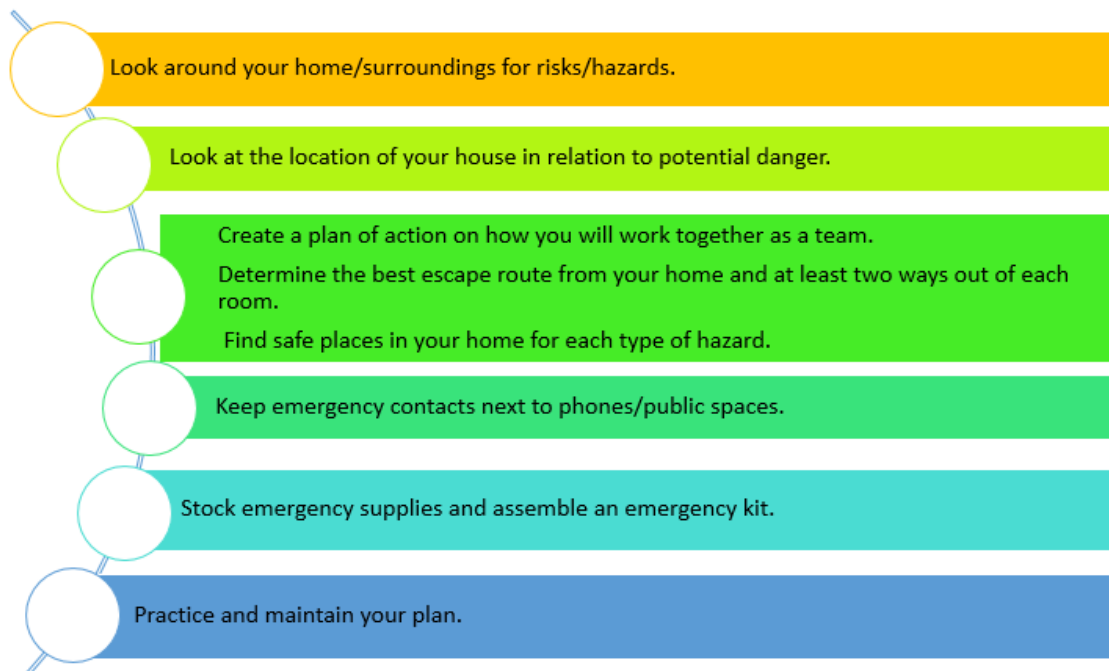 Look around your home/surroundings for risks/hazards.
Look at the location of your house in relation to potential danger.
Create a plan of action on how you will work together as a team.
Determine the best escape route from your home and at least two ways out of each
room.
Find safe places in your home for each type of hazard.
Keep emergency contacts next to phones/public spaces.
Stock emergency supplies and assemble an emergency kit.
Practice and maintain your plan.